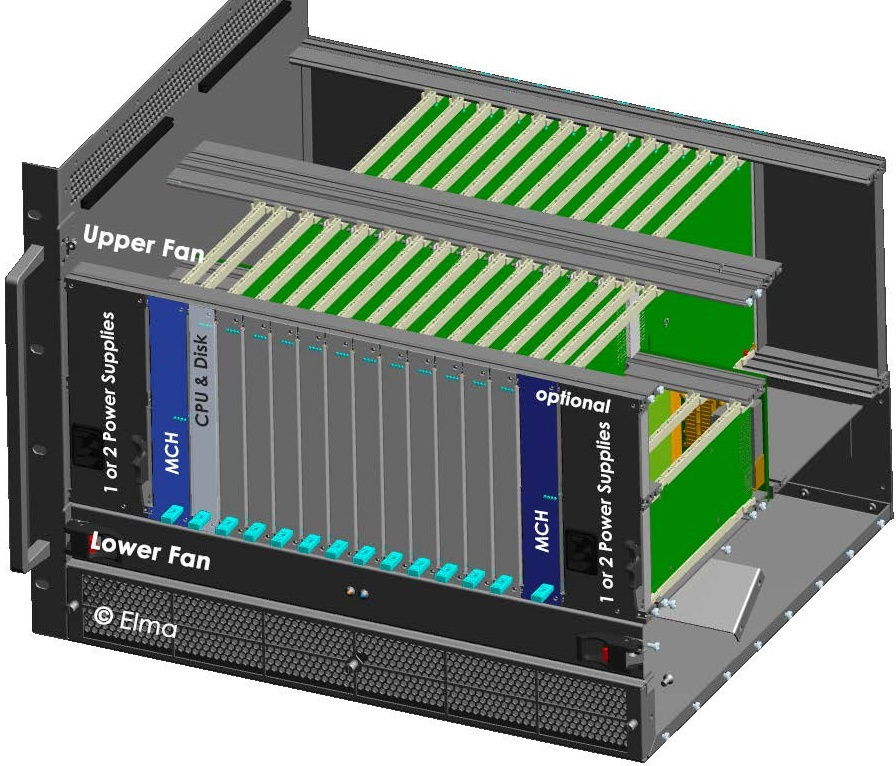 Upper Fan
1 or 2 Power Supplies
MCH
CPU & Disk
optional
MCH
1 or 2 Power Supplies
Lower Fan
© Elma